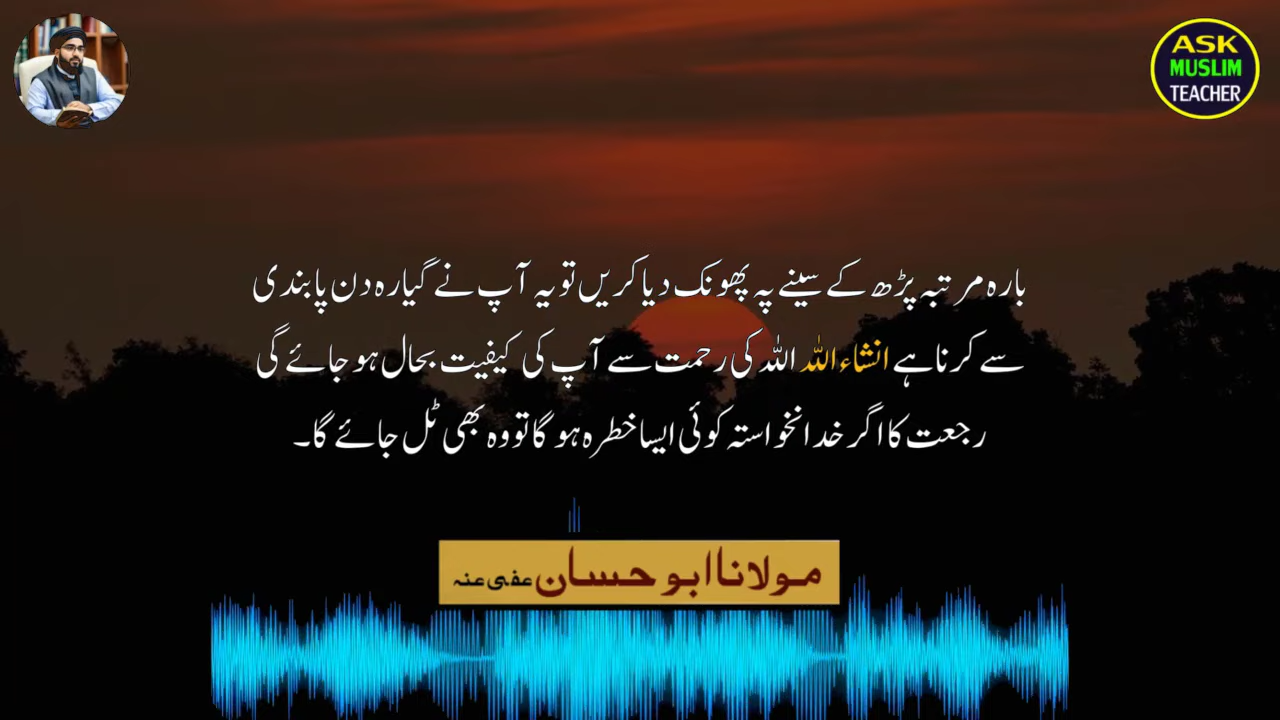 ASK
MUSLIM
TEACHER
بارہ مرتبہ پڑھ کے سینے پہ پھونک دیا کریں تو یہ آپ نے گیارہ دن پابندی
سے کرنا ہے انشاء اللہ اللہ کی رحمت سے آپ کی کیفیت بحال ہو جائے گی
رجعت کا اگر خدانخواستہ کوئی ایسا خطرہ ہو گا تو وہ بھی ٹل جائے گا۔
مولانا ابو حسان عفی عنہ